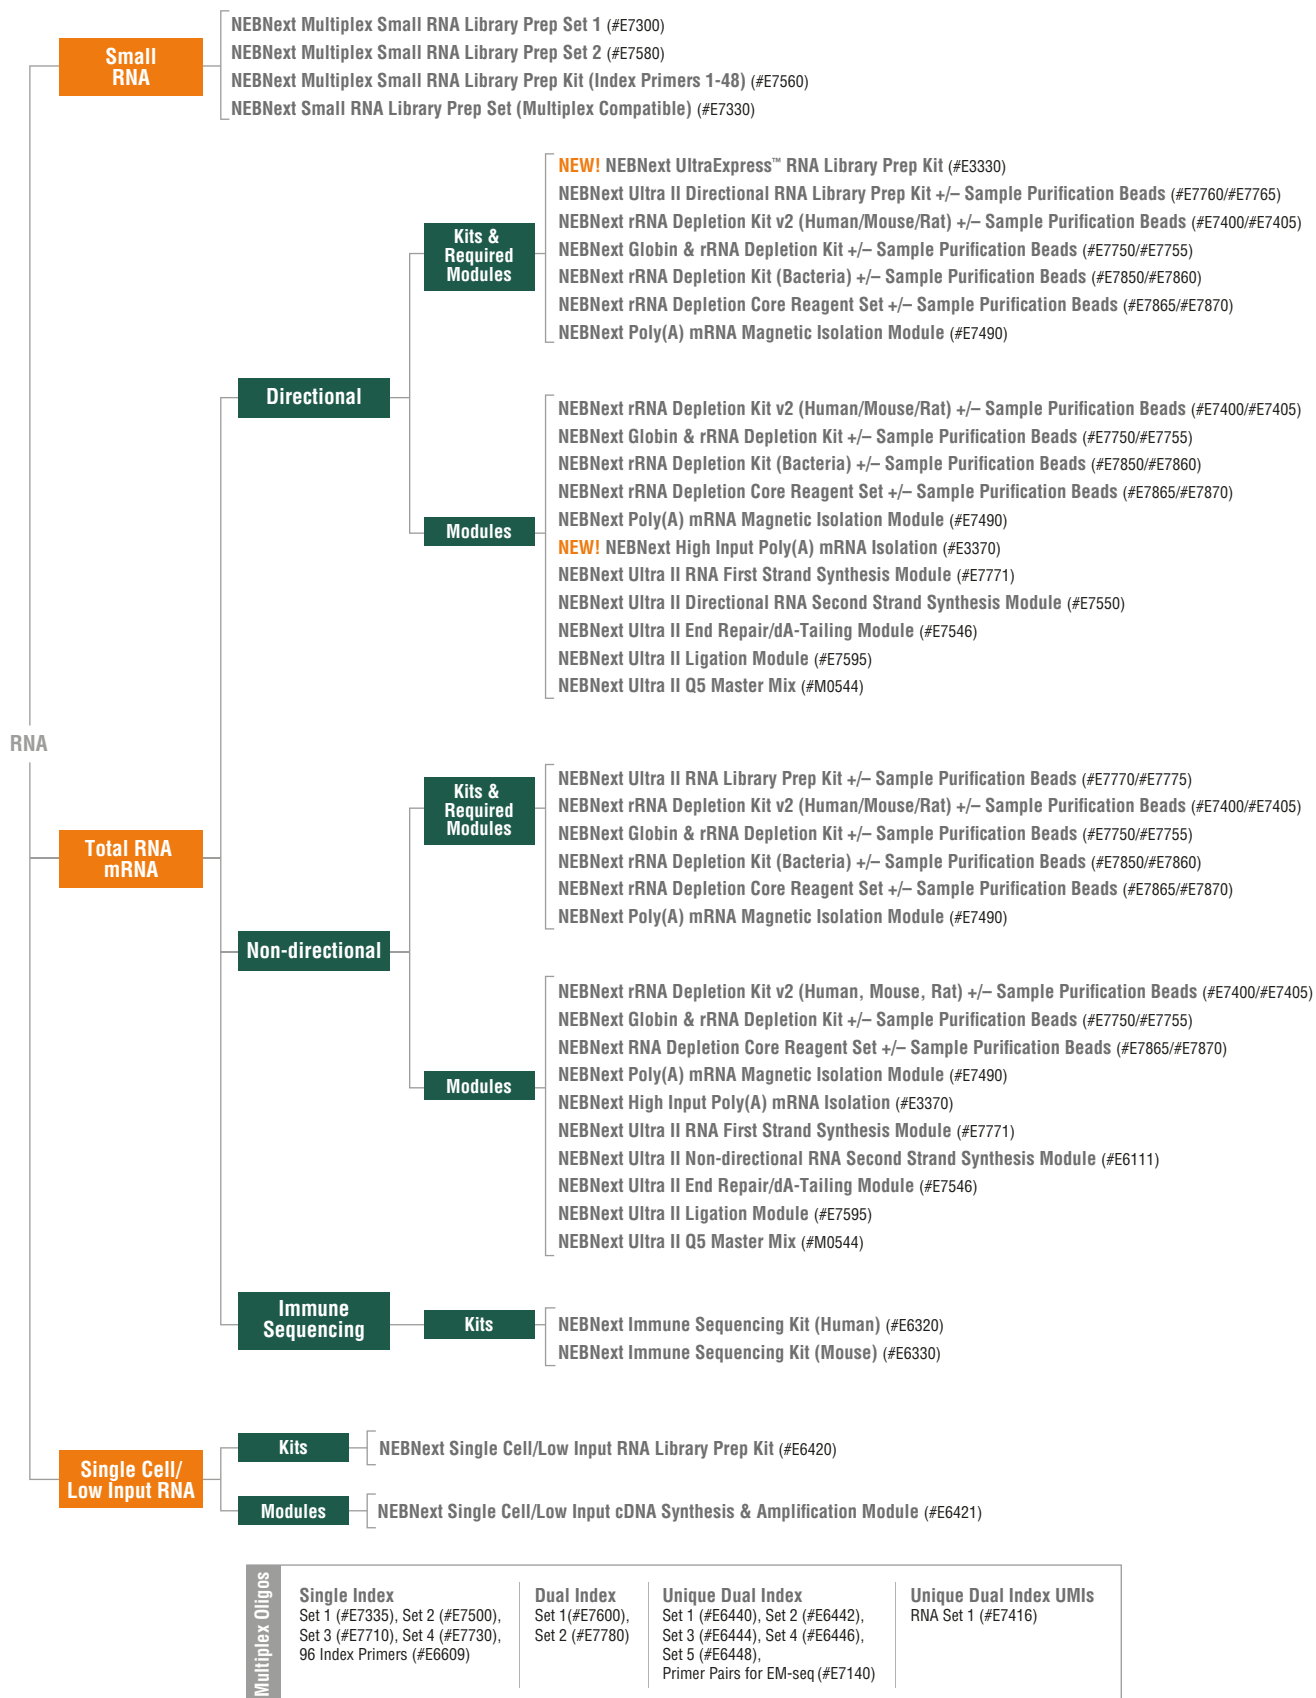 RNA
Small
RNA
NEBNext Multiplex Small RNA Library Prep Set 1 (#E7300)
NEBNext Multiplex Small RNA Library Prep Set 2 (#E7580)
NEBNext Multiplex Small RNA Library Prep Kit (Index Primers 1-48) (#E7560)
NEBNext Small RNA Library Prep Set (Multiplex Compatible) (#E7330)
Total RNA
mRNA
Directional
Kits &
Required
Modules
NEW! NEBNext UltraExpress™ RNA Library Prep Kit (#E3330)
NEBNext Ultra II Directional RNA Library Prep Kit +/– Sample Purification Beads (#E7760/#E7765)
NEBNext rRNA Depletion Kit v2 (Human/Mouse/Rat) +/– Sample Purification Beads (#E7400/#E7405)
NEBNext Globin & rRNA Depletion Kit +/– Sample Purification Beads (#E7750/#E7755)
NEBNext rRNA Depletion Kit (Bacteria) +/– Sample Purification Beads (#E7850/#E7860)
NEBNext rRNA Depletion Core Reagent Set +/– Sample Purification Beads (#E7865/#E7870)
NEBNext Poly(A) mRNA Magnetic Isolation Module (#E7490)
Modules
NEBNext rRNA Depletion Kit v2 (Human/Mouse/Rat) +/– Sample Purification Beads (#E7400/#E7405)
NEBNext Globin & rRNA Depletion Kit +/– Sample Purification Beads (#E7750/#E7755)
NEBNext rRNA Depletion Kit (Bacteria) +/– Sample Purification Beads (#E7850/#E7860)
NEBNext rRNA Depletion Core Reagent Set +/– Sample Purification Beads (#E7865/#E7870)
NEBNext Poly(A) mRNA Magnetic Isolation Module (#E7490)
NEW! NEBNext High Input Poly(A) mRNA Isolation (#E3370)
NEBNext Ultra II RNA First Strand Synthesis Module (#E7771)
NEBNext Ultra II Directional RNA Second Strand Synthesis Module (#E7550)
NEBNext Ultra II End Repair/dA-Tailing Module (#E7546)
NEBNext Ultra II Ligation Module (#E7595)
NEBNext Ultra II Q5 Master Mix (#M0544)
Non-directional
Kits &
Required
Modules
NEBNext Ultra II RNA Library Prep Kit +/– Sample Purification Beads (#E7770/#E7775)
NEBNext rRNA Depletion Kit v2 (Human/Mouse/Rat) +/– Sample Purification Beads (#E7400/#E7405)
NEBNext Globin & rRNA Depletion Kit +/– Sample Purification Beads (#E7750/#E7755)
NEBNext rRNA Depletion Kit (Bacteria) +/– Sample Purification Beads (#E7850/#E7860)
NEBNext rRNA Depletion Core Reagent Set +/– Sample Purification Beads (#E7865/#E7870)
NEBNext Poly(A) mRNA Magnetic Isolation Module (#E7490)
Modules
NEBNext rRNA Depletion Kit v2 (Human, Mouse, Rat) +/– Sample Purification Beads (#E7400/#E7405)
NEBNext Globin & rRNA Depletion Kit +/– Sample Purification Beads (#E7750/#E7755)
NEBNext RNA Depletion Core Reagent Set +/– Sample Purification Beads (#E7865/#E7870)
NEBNext Poly(A) mRNA Magnetic Isolation Module (#E7490)
NEBNext High Input Poly(A) mRNA Isolation (#E3370)
NEBNext Ultra II RNA First Strand Synthesis Module (#E7771)
NEBNext Ultra II Non-directional RNA Second Strand Synthesis Module (#E6111)
NEBNext Ultra II End Repair/dA-Tailing Module (#E7546)
NEBNext Ultra II Ligation Module (#E7595)
NEBNext Ultra II Q5 Master Mix (#M0544)
Immune
Sequencing
Kits
NEBNext Immune Sequencing Kit (Human) (#E6320)
NEBNext Immune Sequencing Kit (Mouse) (#E6330)
Single Cell/
Low Input RNA
Kits
NEBNext Single Cell/Low Input RNA Library Prep Kit (#E6420)
Modules
NEBNext Single Cell/Low Input cDNA Synthesis & Amplification Module (#E6421)
Multiplex Oligos
Single Index
Set 1 (#E7335), Set 2 (#E7500),
Set 3 (#E7710), Set 4 (#E7730),
96 Index Primers (#E6609)
Dual Index
Set 1(#E7600),
Set 2 (#E7780)
Unique Dual Index
Set 1 (#E6440), Set 2 (#E6442),
Set 3 (#E6444), Set 4 (#E6446),
Set 5 (#E6448),
Primer Pairs for EM-seq (#E7140)
Unique Dual Index UMIs
RNA Set 1 (#E7416)